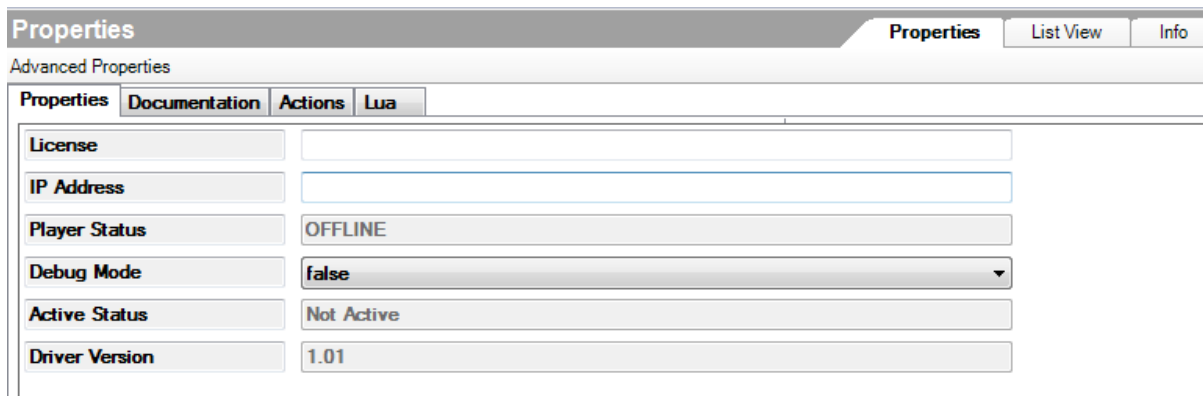 Properties Properties List View Info
Advanced Properties
Properties Documentation Actions Lua
License
IP Address
Player Status OFFLINE
Debug Mode false
Active Status Not Active
Driver Version 1.01